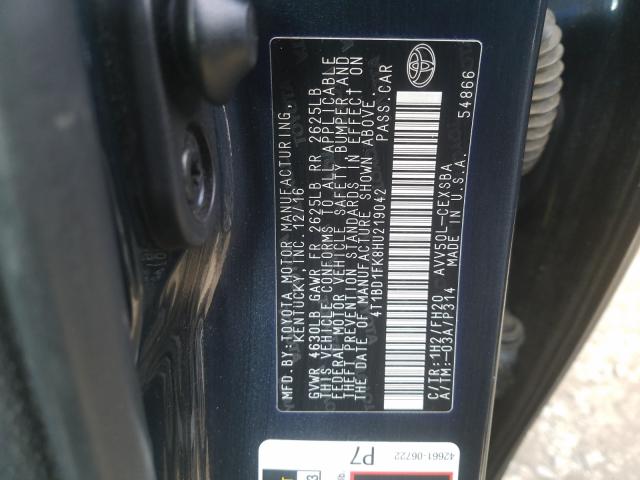 MFD. BY: TOYOTA MOTOR MANUFACTURING,
KENTUCKY, INC. 12/16
GVWR 4630LB GAWR FR 2625LB RR 2625LB
THIS VEHICLE CONFORMS TO ALL APPLICABLE
FEDERAL MOTOR VEHICLE SAFETY, BUMPER, AND
THEFT PREVENTION STANDARDS IN EFFECT ON
THE DATE OF MANUFACTURE SHOWN ABOVE.
4T1BD1FK8HU219042 PASS. CAR
C/TR: 1H2/FH20 AVV50L-CEXSBA
A/TM: -03A/P314 MADE IN U.S.A. 54866
P7 42661-06722